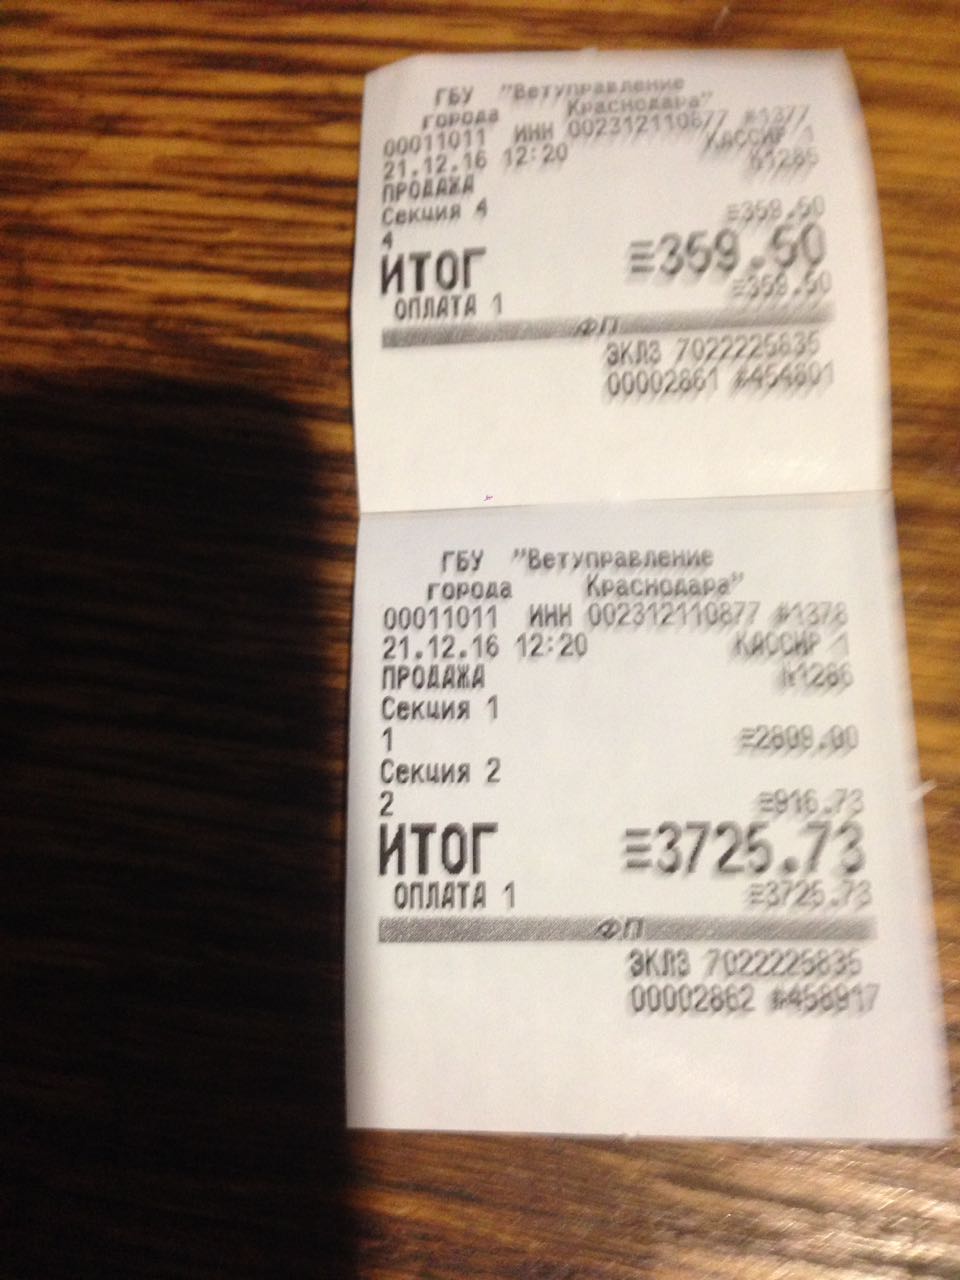 ГБУ "Ветуправление
города Краснодара"
00011011 ИНН 002312110877 #1377
21.12.16 12:20 КАССИР 1
ПРОДАЖА №1286
Секция 4
4 ≡359.50
ИТОГ ≡359.50
ОПЛАТА 1 ≡359.50
ФП
ЭКЛЗ 7022225835
00002861 #454801
ГБУ "Ветуправление
города Краснодара"
00011011 ИНН 002312110877 #1378
21.12.16 12:20 КАССИР 1
ПРОДАЖА №1286
Секция 1
1 ≡2809.00
Секция 2
2 ≡916.73
ИТОГ ≡3725.73
ОПЛАТА 1 ≡3725.73
ФП
ЭКЛЗ 7022225835
00002862 #458917